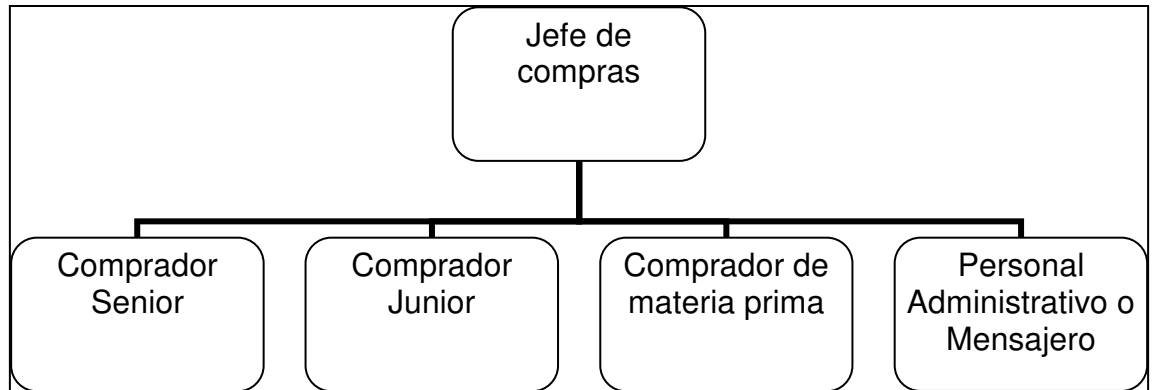 Jefe de
compras
Comprador
Senior
Comprador
Junior
Comprador de
materia prima
Personal
Administrativo o
Mensajero